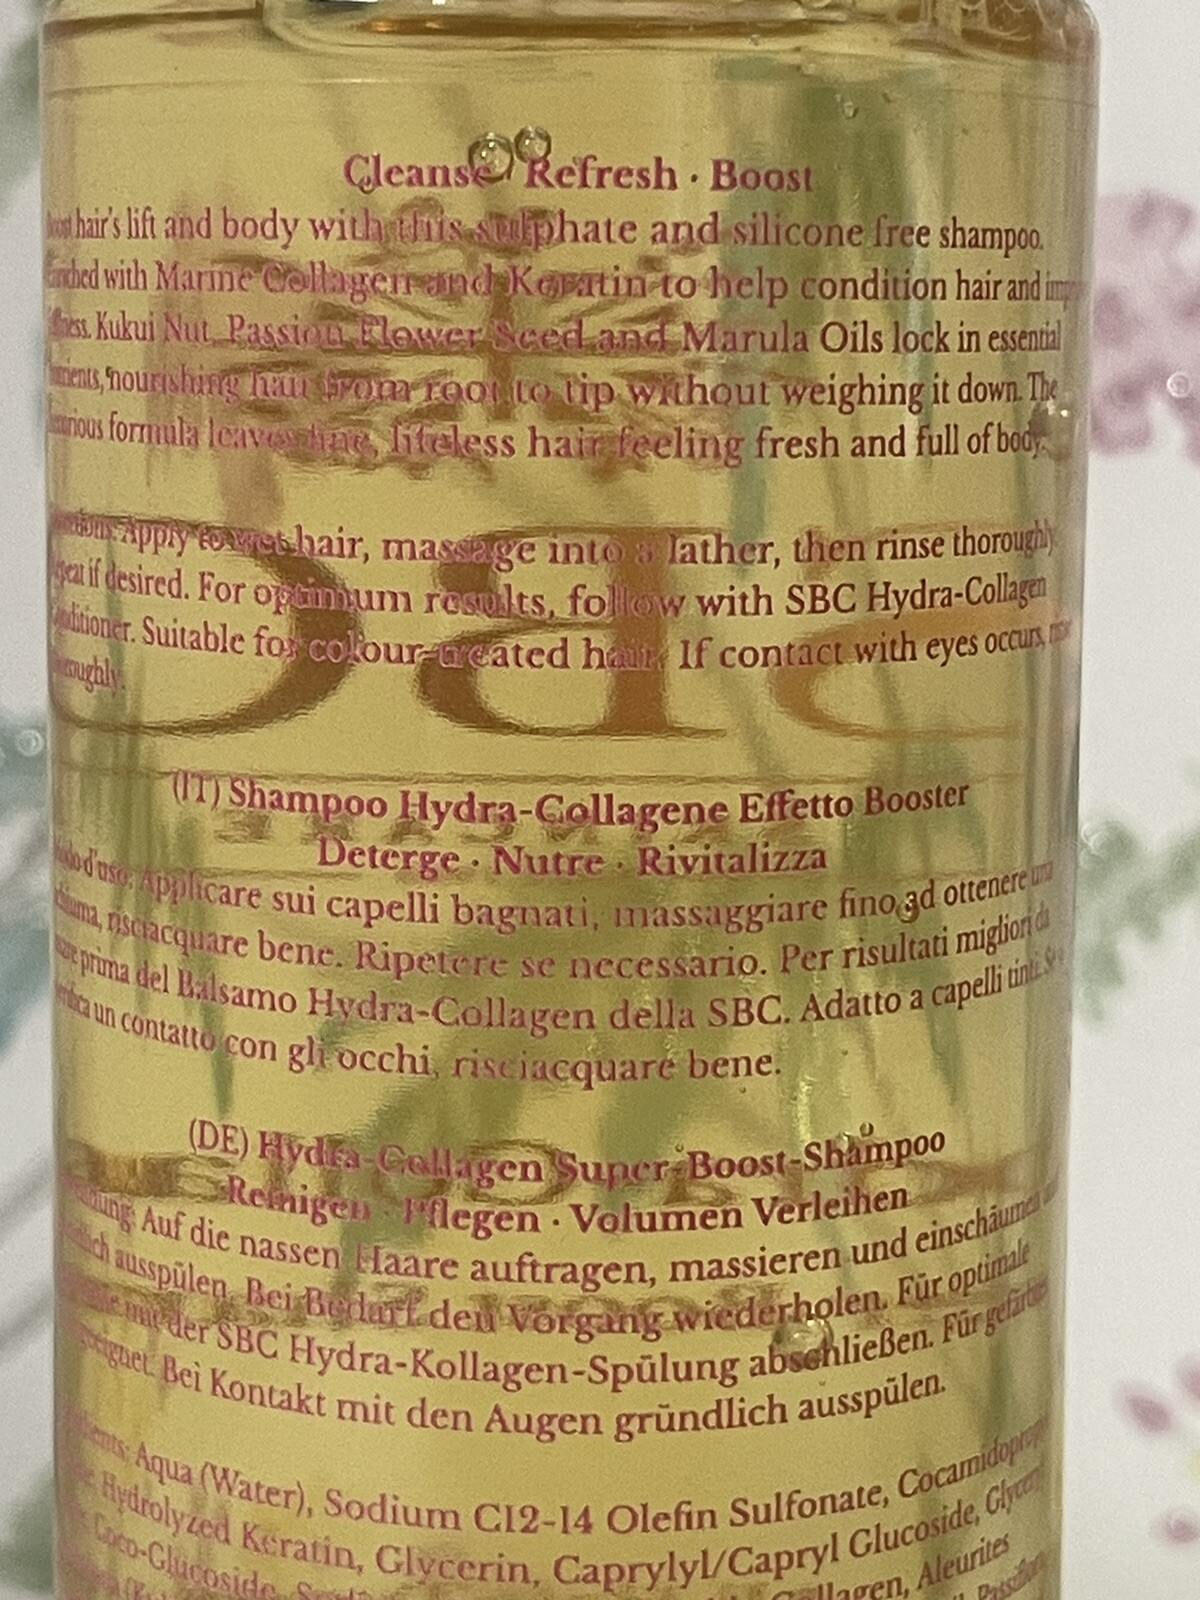 Cleanse · Refresh · Boost
hair's lift and body with this sulphate and silicone free shampoo.
with Marine Collagen and Keratin to help condition hair and
Kukui Nut, Passion Flower Seed and Marula Oils lock in essential
nourishing hair from root to tip without weighing it down. The
formula leaves fine, lifeless hair feeling fresh and full of body.
Apply to wet hair, massage into a lather, then rinse thoroughly.
if desired. For optimum results, follow with SBC Hydra-Collagen
Suitable for colour-treated hair. If contact with eyes occurs,
SBC
(IT) Shampoo Hydra-Collagene Effetto Booster
Deterge · Nutre · Rivitalizza
d'uso: Applicare sui capelli bagnati, massaggiare fino ad ottenere una
risciacquare bene. Ripetere se necessario. Per risultati migliori da
prima del Balsamo Hydra-Collagen della SBC. Adatto a capelli tinti. Se
un contatto con gli occhi, risciacquare bene.
(DE) Hydra-Collagen Super-Boost-Shampoo
Reinigen · Pflegen · Volumen Verleihen
Auf die nassen Haare auftragen, massieren und einschäumen
ausspülen. Bei Bedarf den Vorgang wiederholen. Für optimale
mit der SBC Hydra-Kollagen-Spülung abschließen. Für
Bei Kontakt mit den Augen gründlich ausspülen.
Aqua (Water), Sodium C12-14 Olefin Sulfonate,
Hydrolyzed Keratin, Glycerin, Caprylyl/Capryl Glucoside,
Coco-Glucoside, Collagen, Aleurites